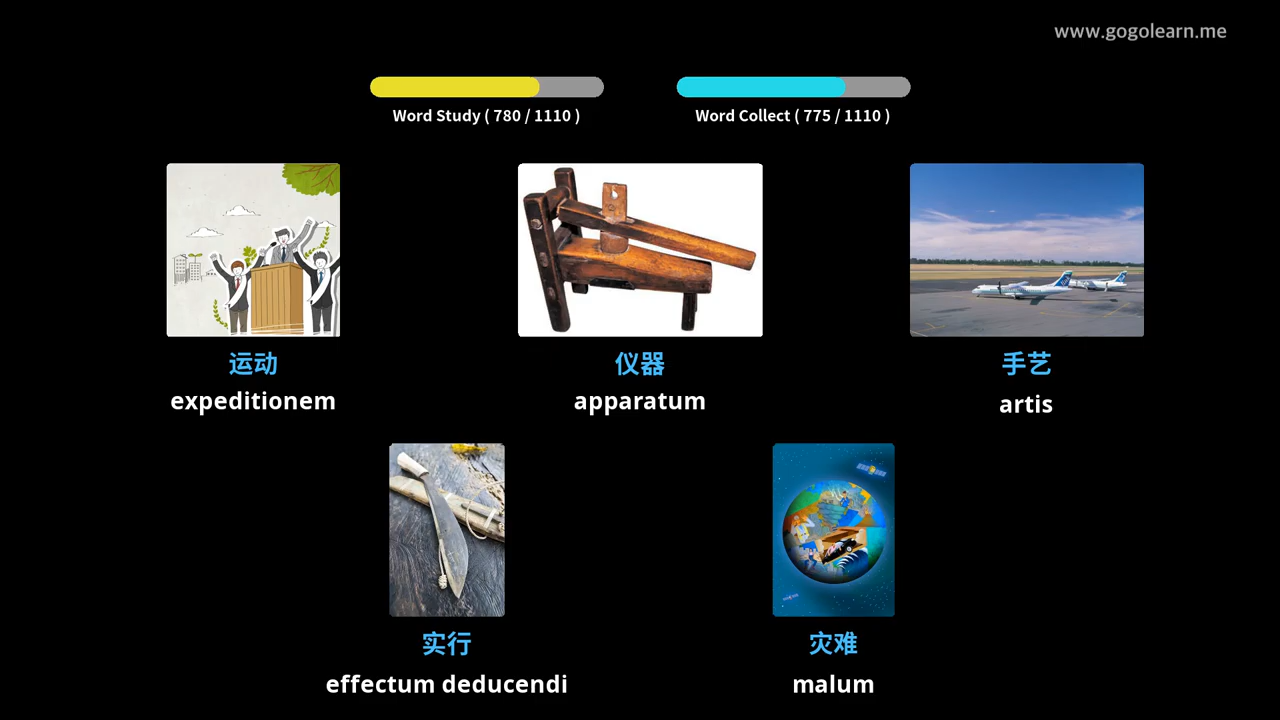 www.gogolearn.me
Word Study ( 780 / 1110 )
Word Collect ( 775 / 1110 )
运动
expeditionem
仪器
apparatum
手艺
artis
实行
effectum deducendi
灾难
malum